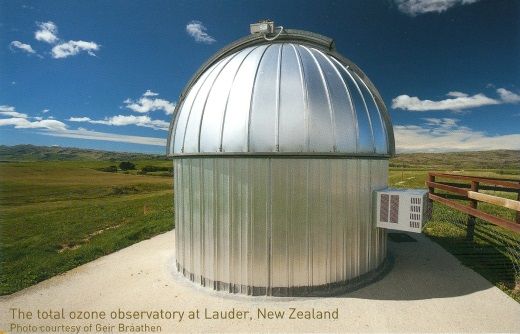 The total ozone observatory at Lauder, New Zealand
Photo courtesy of Geir Braathen